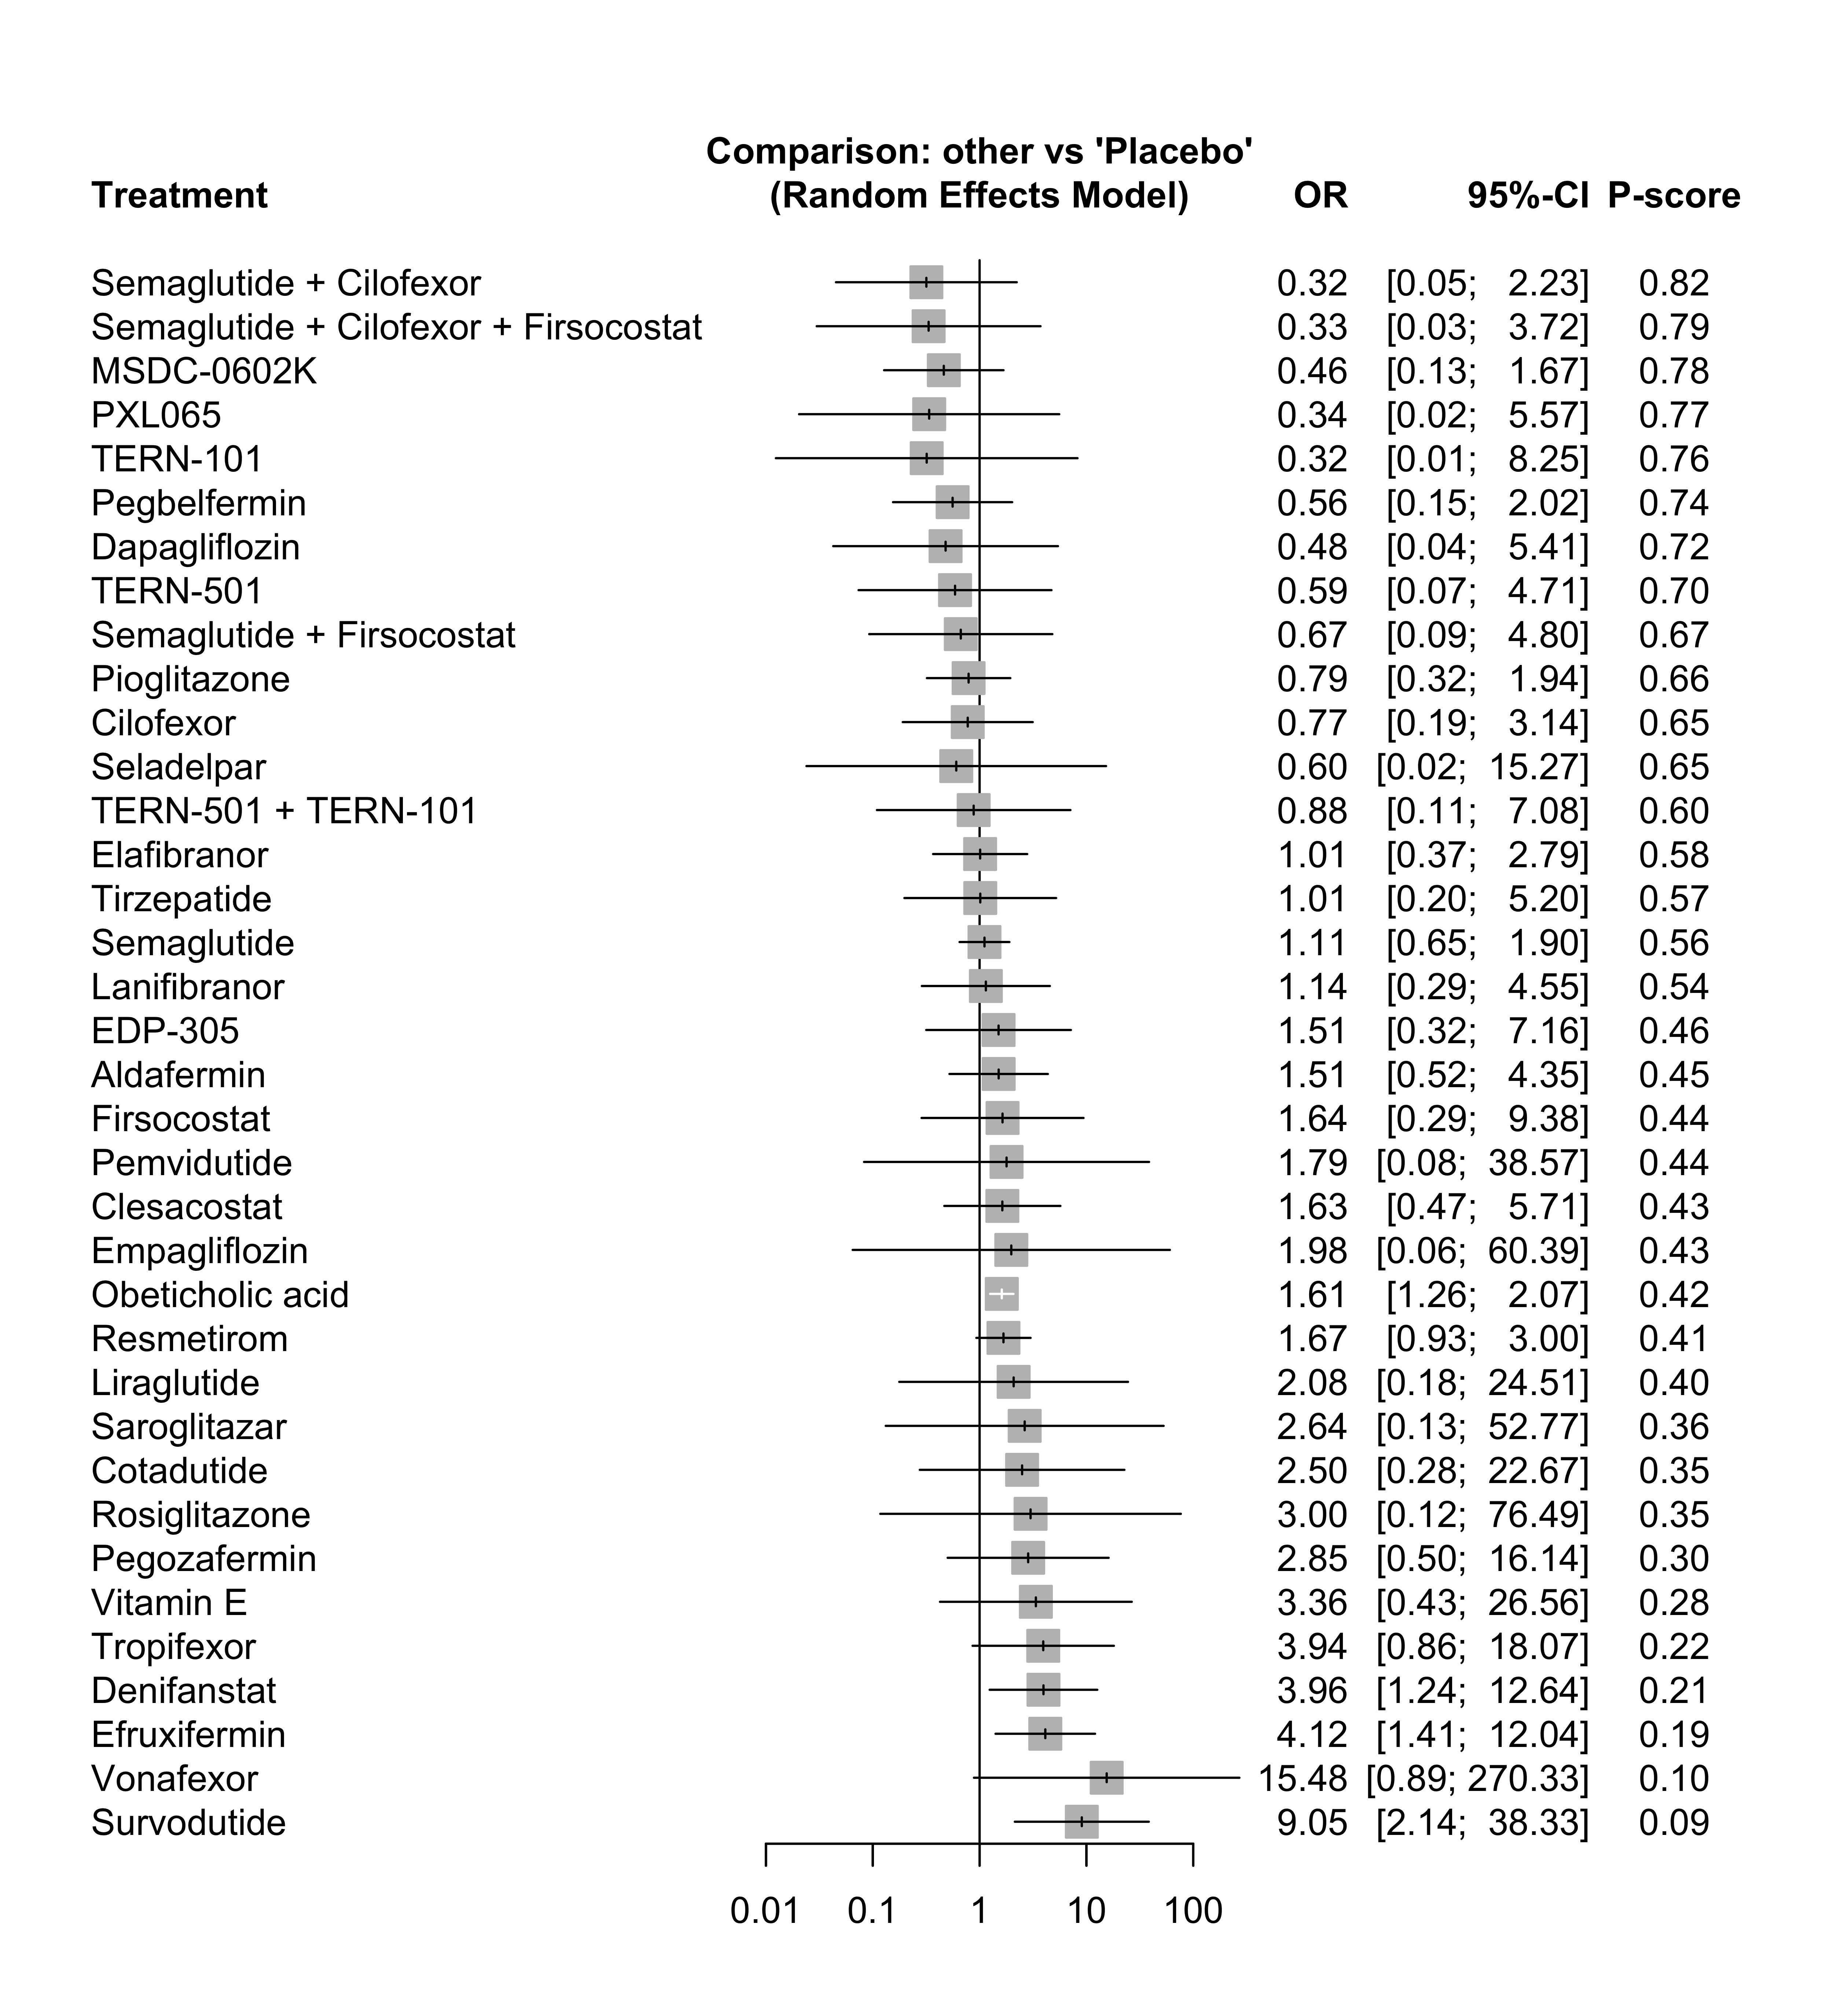 Comparison: other vs 'Placebo'
Treatment (Random Effects Model) OR 95%-CI P-score
Semaglutide + Cilofexor 0.32 [0.05; 2.23] 0.82
Semaglutide + Cilofexor + Firsocostat 0.33 [0.03; 3.72] 0.79
MSDC-0602K 0.46 [0.13; 1.67] 0.78
PXL065 0.34 [0.02; 5.57] 0.77
TERN-101 0.32 [0.01; 8.25] 0.76
Pegbelfermin 0.56 [0.15; 2.02] 0.74
Dapagliflozin 0.48 [0.04; 5.41] 0.72
TERN-501 0.59 [0.07; 4.71] 0.70
Semaglutide + Firsocostat 0.67 [0.09; 4.80] 0.67
Pioglitazone 0.79 [0.32; 1.94] 0.66
Cilofexor 0.77 [0.19; 3.14] 0.65
Seladelpar 0.60 [0.02; 15.27] 0.65
TERN-501 + TERN-101 0.88 [0.11; 7.08] 0.60
Elafibranor 1.01 [0.37; 2.79] 0.58
Tirzepatide 1.01 [0.20; 5.20] 0.57
Semaglutide 1.11 [0.65; 1.90] 0.56
Lanifibranor 1.14 [0.29; 4.55] 0.54
EDP-305 1.51 [0.32; 7.16] 0.46
Aldafermin 1.51 [0.52; 4.35] 0.45
Firsocostat 1.64 [0.29; 9.38] 0.44
Pemvidutide 1.79 [0.08; 38.57] 0.44
Clesacostat 1.63 [0.47; 5.71] 0.43
Empagliflozin 1.98 [0.06; 60.39] 0.43
Obeticholic acid 1.61 [1.26; 2.07] 0.42
Resmetirom 1.67 [0.93; 3.00] 0.41
Liraglutide 2.08 [0.18; 24.51] 0.40
Saroglitazar 2.64 [0.13; 52.77] 0.36
Cotadutide 2.50 [0.28; 22.67] 0.35
Rosiglitazone 3.00 [0.12; 76.49] 0.35
Pegozafermin 2.85 [0.50; 16.14] 0.30
Vitamin E 3.36 [0.43; 26.56] 0.28
Tropifexor 3.94 [0.86; 18.07] 0.22
Denifanstat 3.96 [1.24; 12.64] 0.21
Efruxifermin 4.12 [1.41; 12.04] 0.19
Vonafexor 15.48 [0.89; 270.33] 0.10
Survodutide 9.05 [2.14; 38.33] 0.09
0.01 0.1 1 10 100